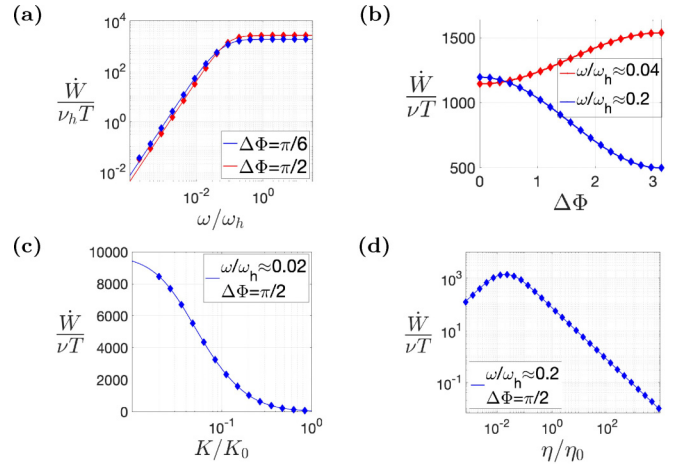 (a)
Ẇ/ν_hT
10^4
10^2
10^0
10^-2
ΔΦ=π/6
ΔΦ=π/2
10^-2 10^0
ω/ω_h
(b)
Ẇ/νT
1500
1200
500
ω/ω_h≈0.04
ω/ω_h≈0.2
0 1 2 3
ΔΦ
(c)
Ẇ/νT
10000
8000
6000
4000
2000
0
ω/ω_h≈0.02
ΔΦ=π/2
10^-1 10^0
K/K_0
(d)
Ẇ/νT
10^3
10^1
10^-1
ω/ω_h≈0.2
ΔΦ=π/2
10^-2 10^0 10^2
η/η_0